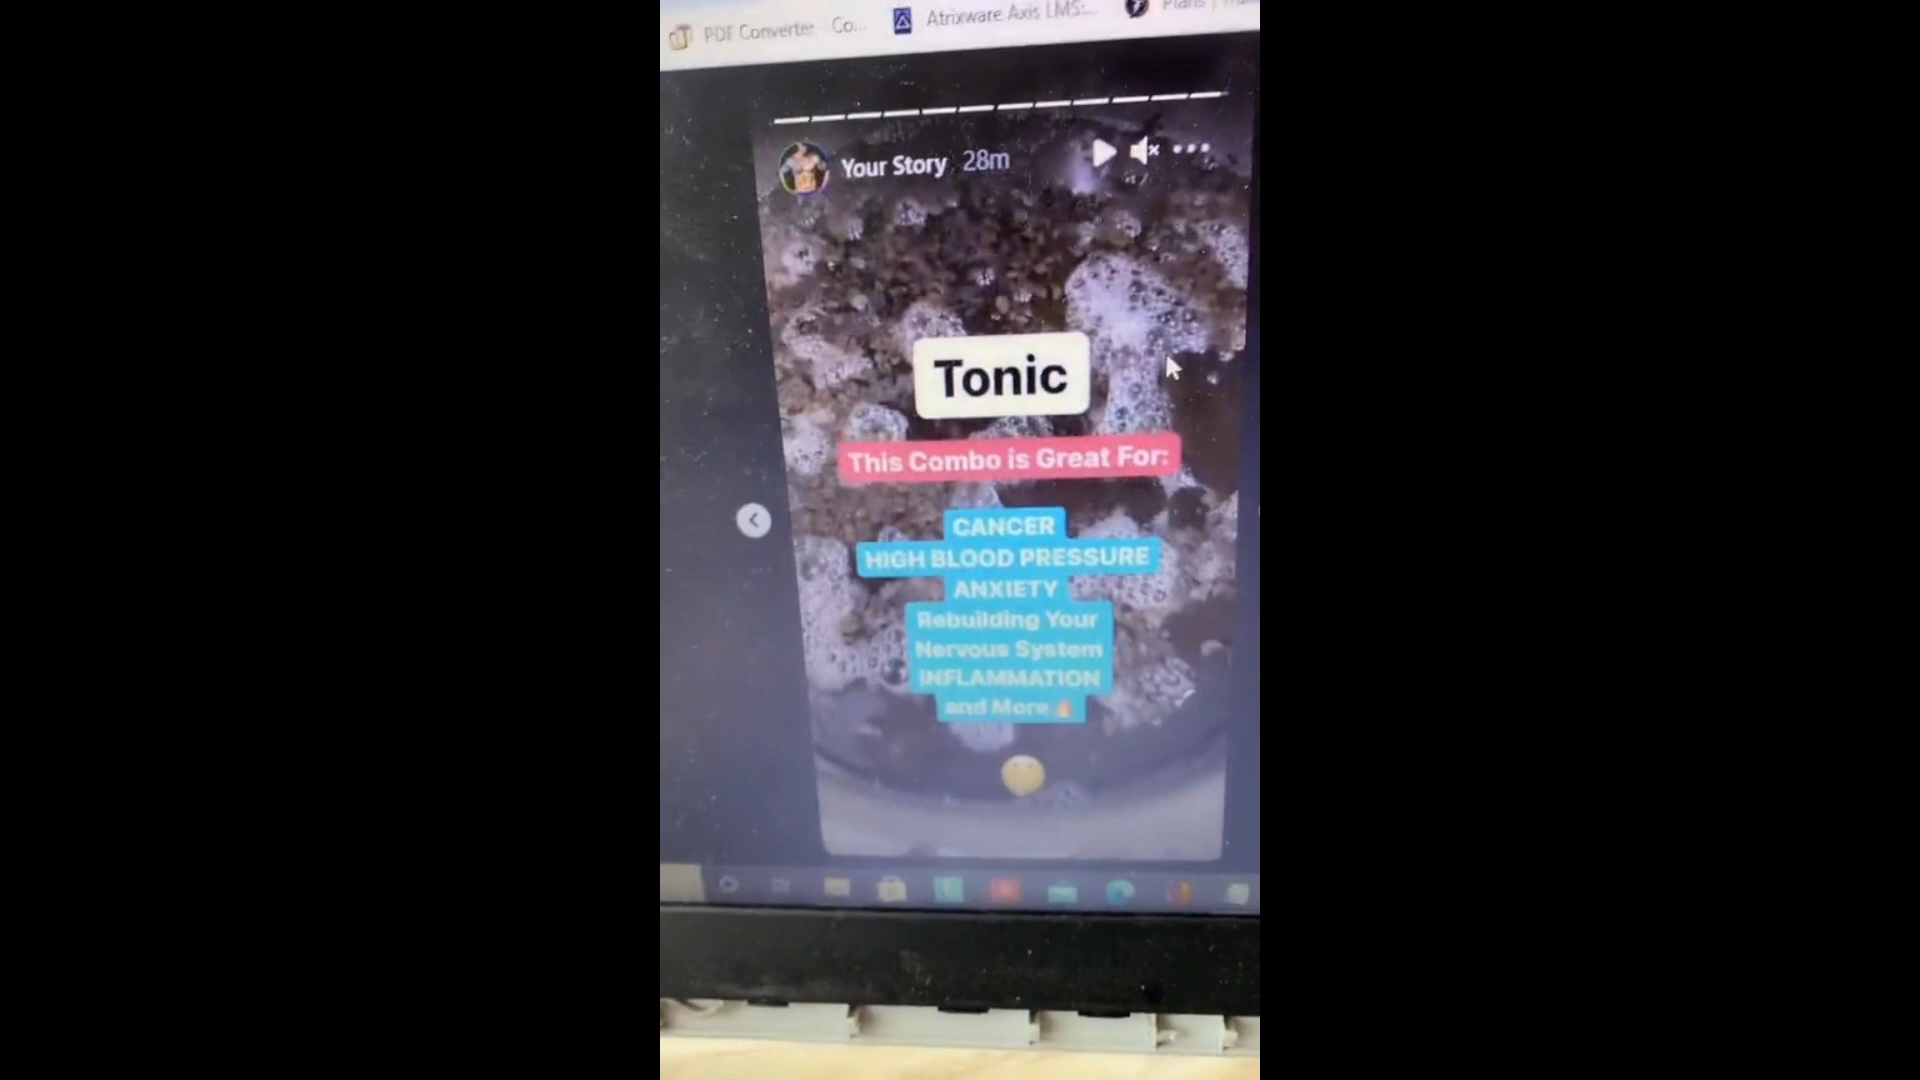 PDF Converter - Co...
Atrixware Axis LMS:...
Plans |
Your Story 28m
Tonic
This Combo is Great For:
CANCER
HIGH BLOOD PRESSURE
ANXIETY
Rebuilding Your
Nervous System
INFLAMMATION
and More🔥